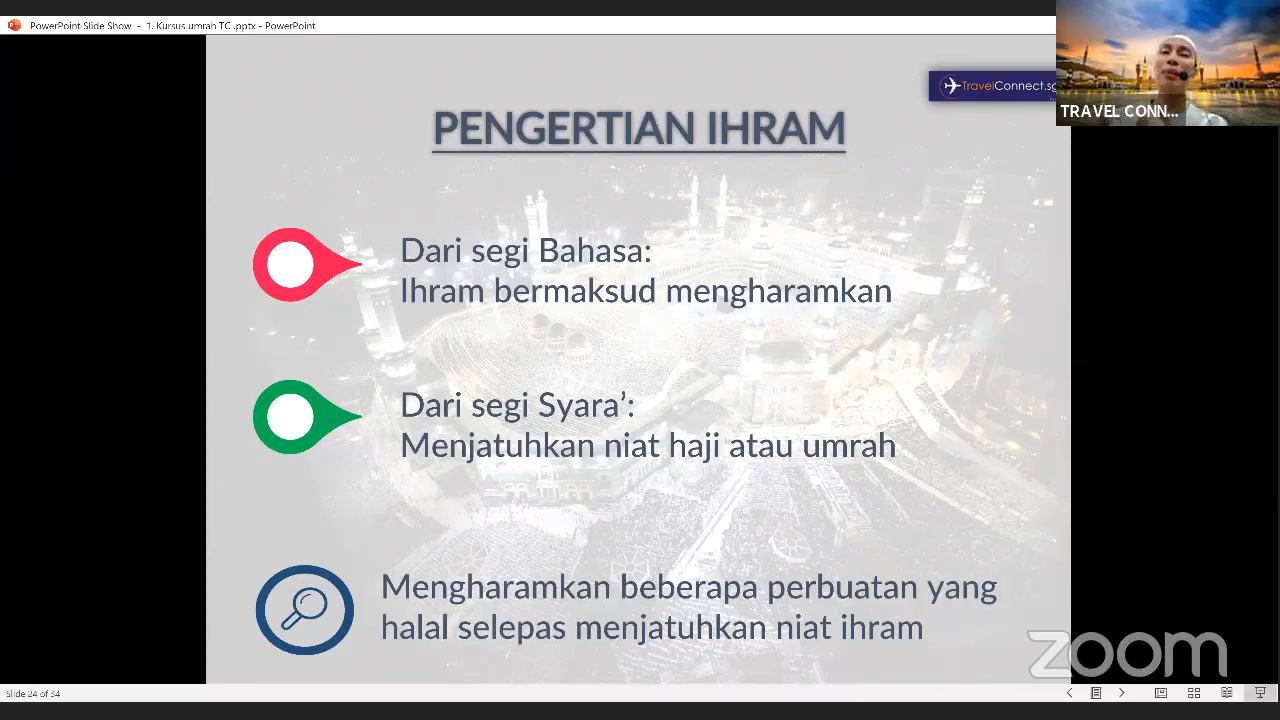 PowerPoint Slide Show - 1. Kursus umrah TC .pptx - PowerPoint
TravelConnect.sg
TRAVEL CONN...
PENGERTIAN IHRAM
Dari segi Bahasa:
Ihram bermaksud mengharamkan
Dari segi Syara’:
Menjatuhkan niat haji atau umrah
Mengharamkan beberapa perbuatan yang
halal selepas menjatuhkan niat ihram
zoom
Slide 24 of 34